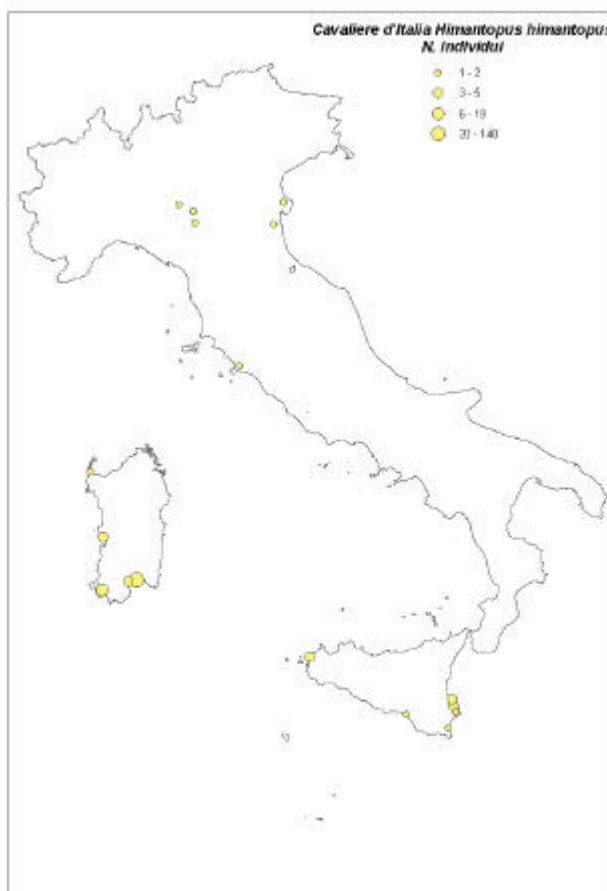 Cavaliere d'Italia Himantopus himantopus
N. individui
1 - 2
3 - 5
6 - 19
20 - 140